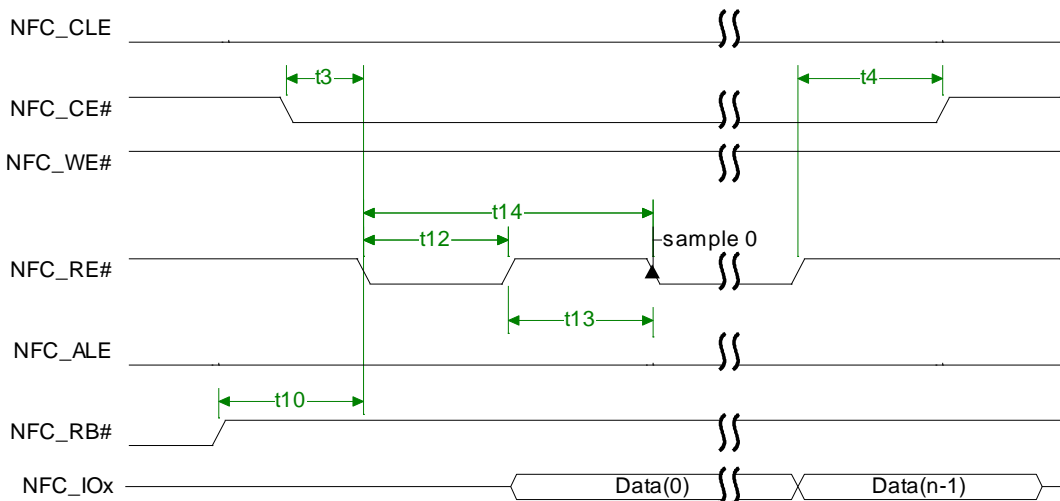 NFC_CLE
t3
t4
NFC_CE#
NFC_WE#
t14
t12
sample 0
NFC_RE#
t13
NFC_ALE
t10
NFC_RB#
NFC_IOx
Data(0)
Data(n-1)